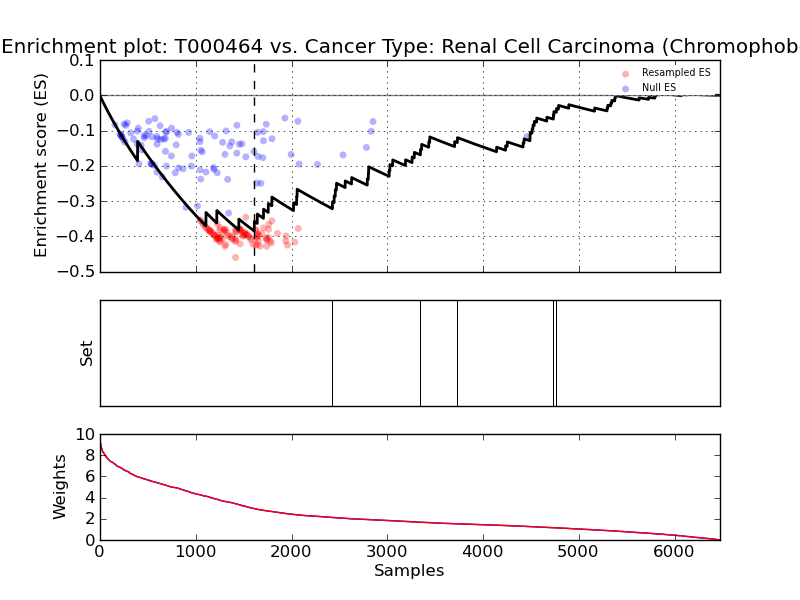 Enrichment plot: T000464 vs. Cancer Type: Renal Cell Carcinoma (Chromophob
0.1
0.0
−0.1
−0.2
−0.3
−0.4
−0.5
Enrichment score (ES)
Resampled ES
Null ES
Set
10
8
6
4
2
0
Weights
0 1000 2000 3000 4000 5000 6000
Samples